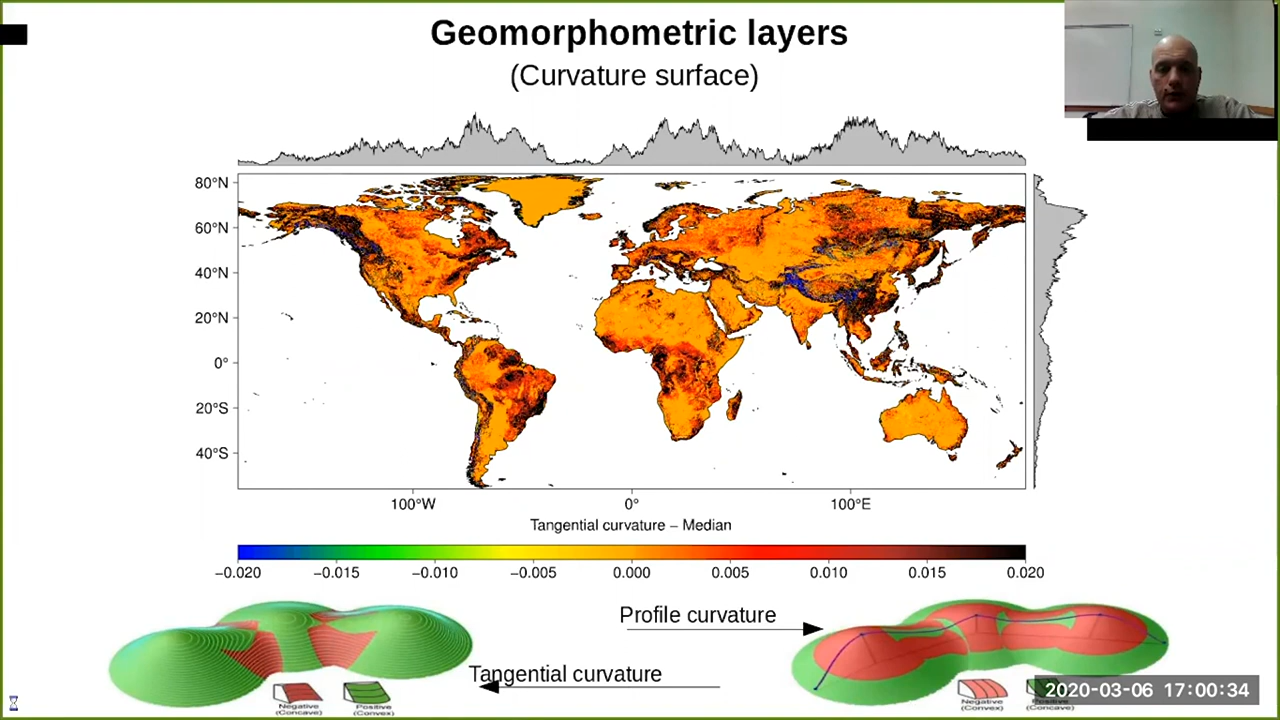 Geomorphometric layers
(Curvature surface)
80°N
60°N
40°N
20°N
0°
20°S
40°S
100°W 0° 100°E
Tangential curvature – Median
−0.020 −0.015 −0.010 −0.005 0.000 0.005 0.010 0.015 0.020
Profile curvature
Tangential curvature
Negative
(Concave)
Positive
(Convex)
Negative
(Convex)
2020-03-06 17:00:34